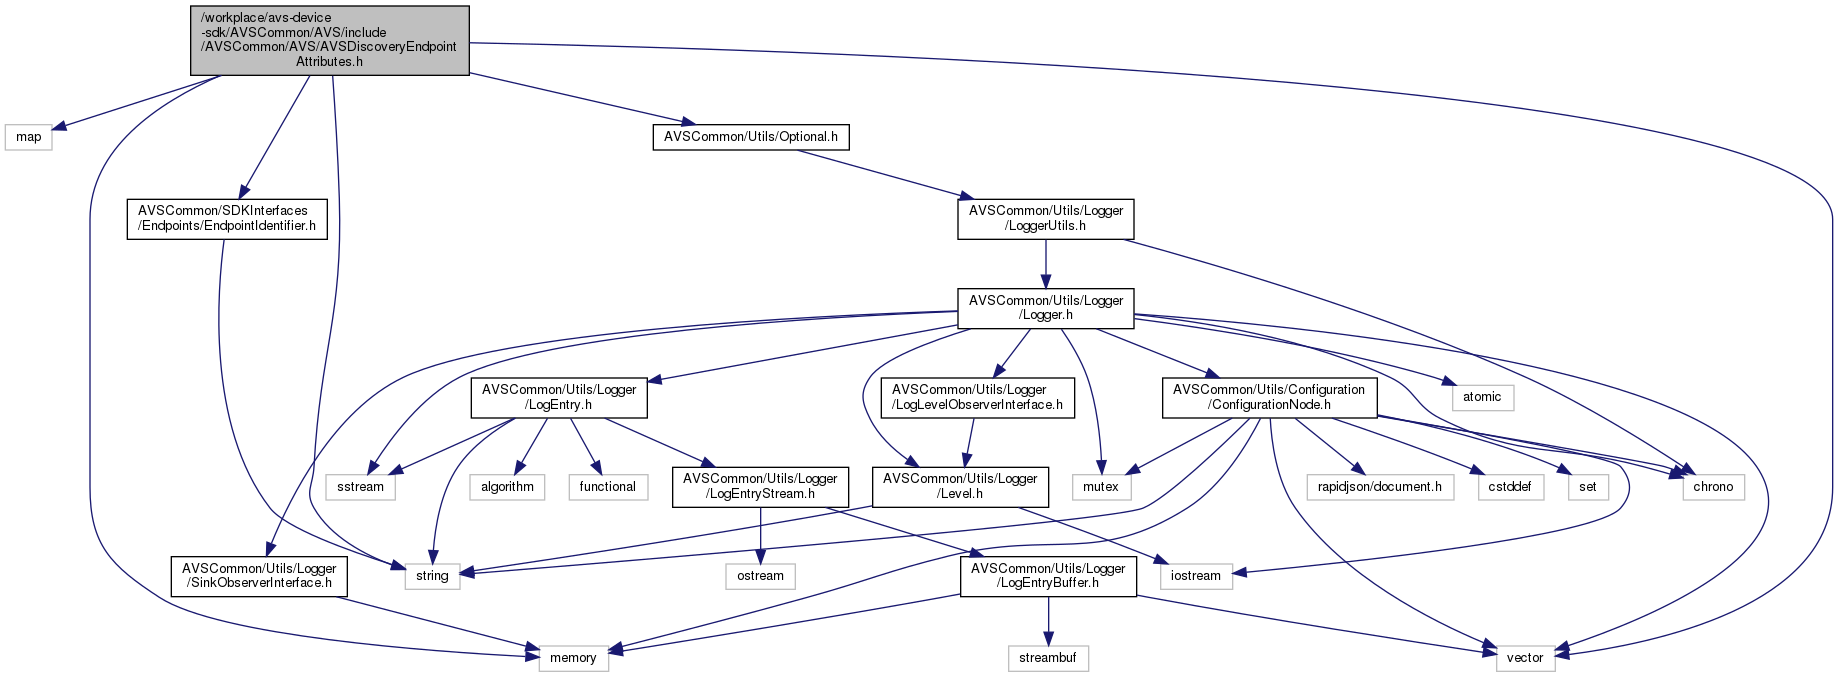 /workplace/avs-device
-sdk/AVSCommon/AVS/include
/AVSCommon/AVS/AVSDiscoveryEndpoint
Attributes.h
map
AVSCommon/Utils/Optional.h
AVSCommon/SDKInterfaces
/Endpoints/EndpointIdentifier.h
AVSCommon/Utils/Logger
/LoggerUtils.h
AVSCommon/Utils/Logger
/Logger.h
AVSCommon/Utils/Logger
/LogEntry.h
AVSCommon/Utils/Logger
/LogLevelObserverInterface.h
AVSCommon/Utils/Configuration
/ConfigurationNode.h
atomic
sstream
algorithm
functional
AVSCommon/Utils/Logger
/LogEntryStream.h
AVSCommon/Utils/Logger
/Level.h
mutex
rapidjson/document.h
cstddef
set
chrono
AVSCommon/Utils/Logger
/SinkObserverInterface.h
string
ostream
AVSCommon/Utils/Logger
/LogEntryBuffer.h
iostream
memory
streambuf
vector